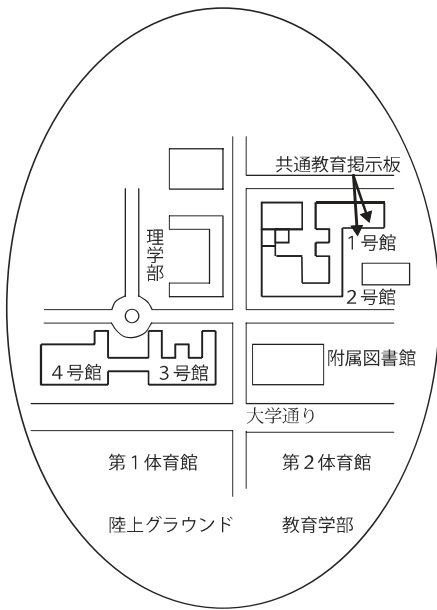 共通教育掲示板
理学部
1号館
2号館
附属図書館
4号館
3号館
大学通り
第1体育館
第2体育館
陸上グラウンド
教育学部